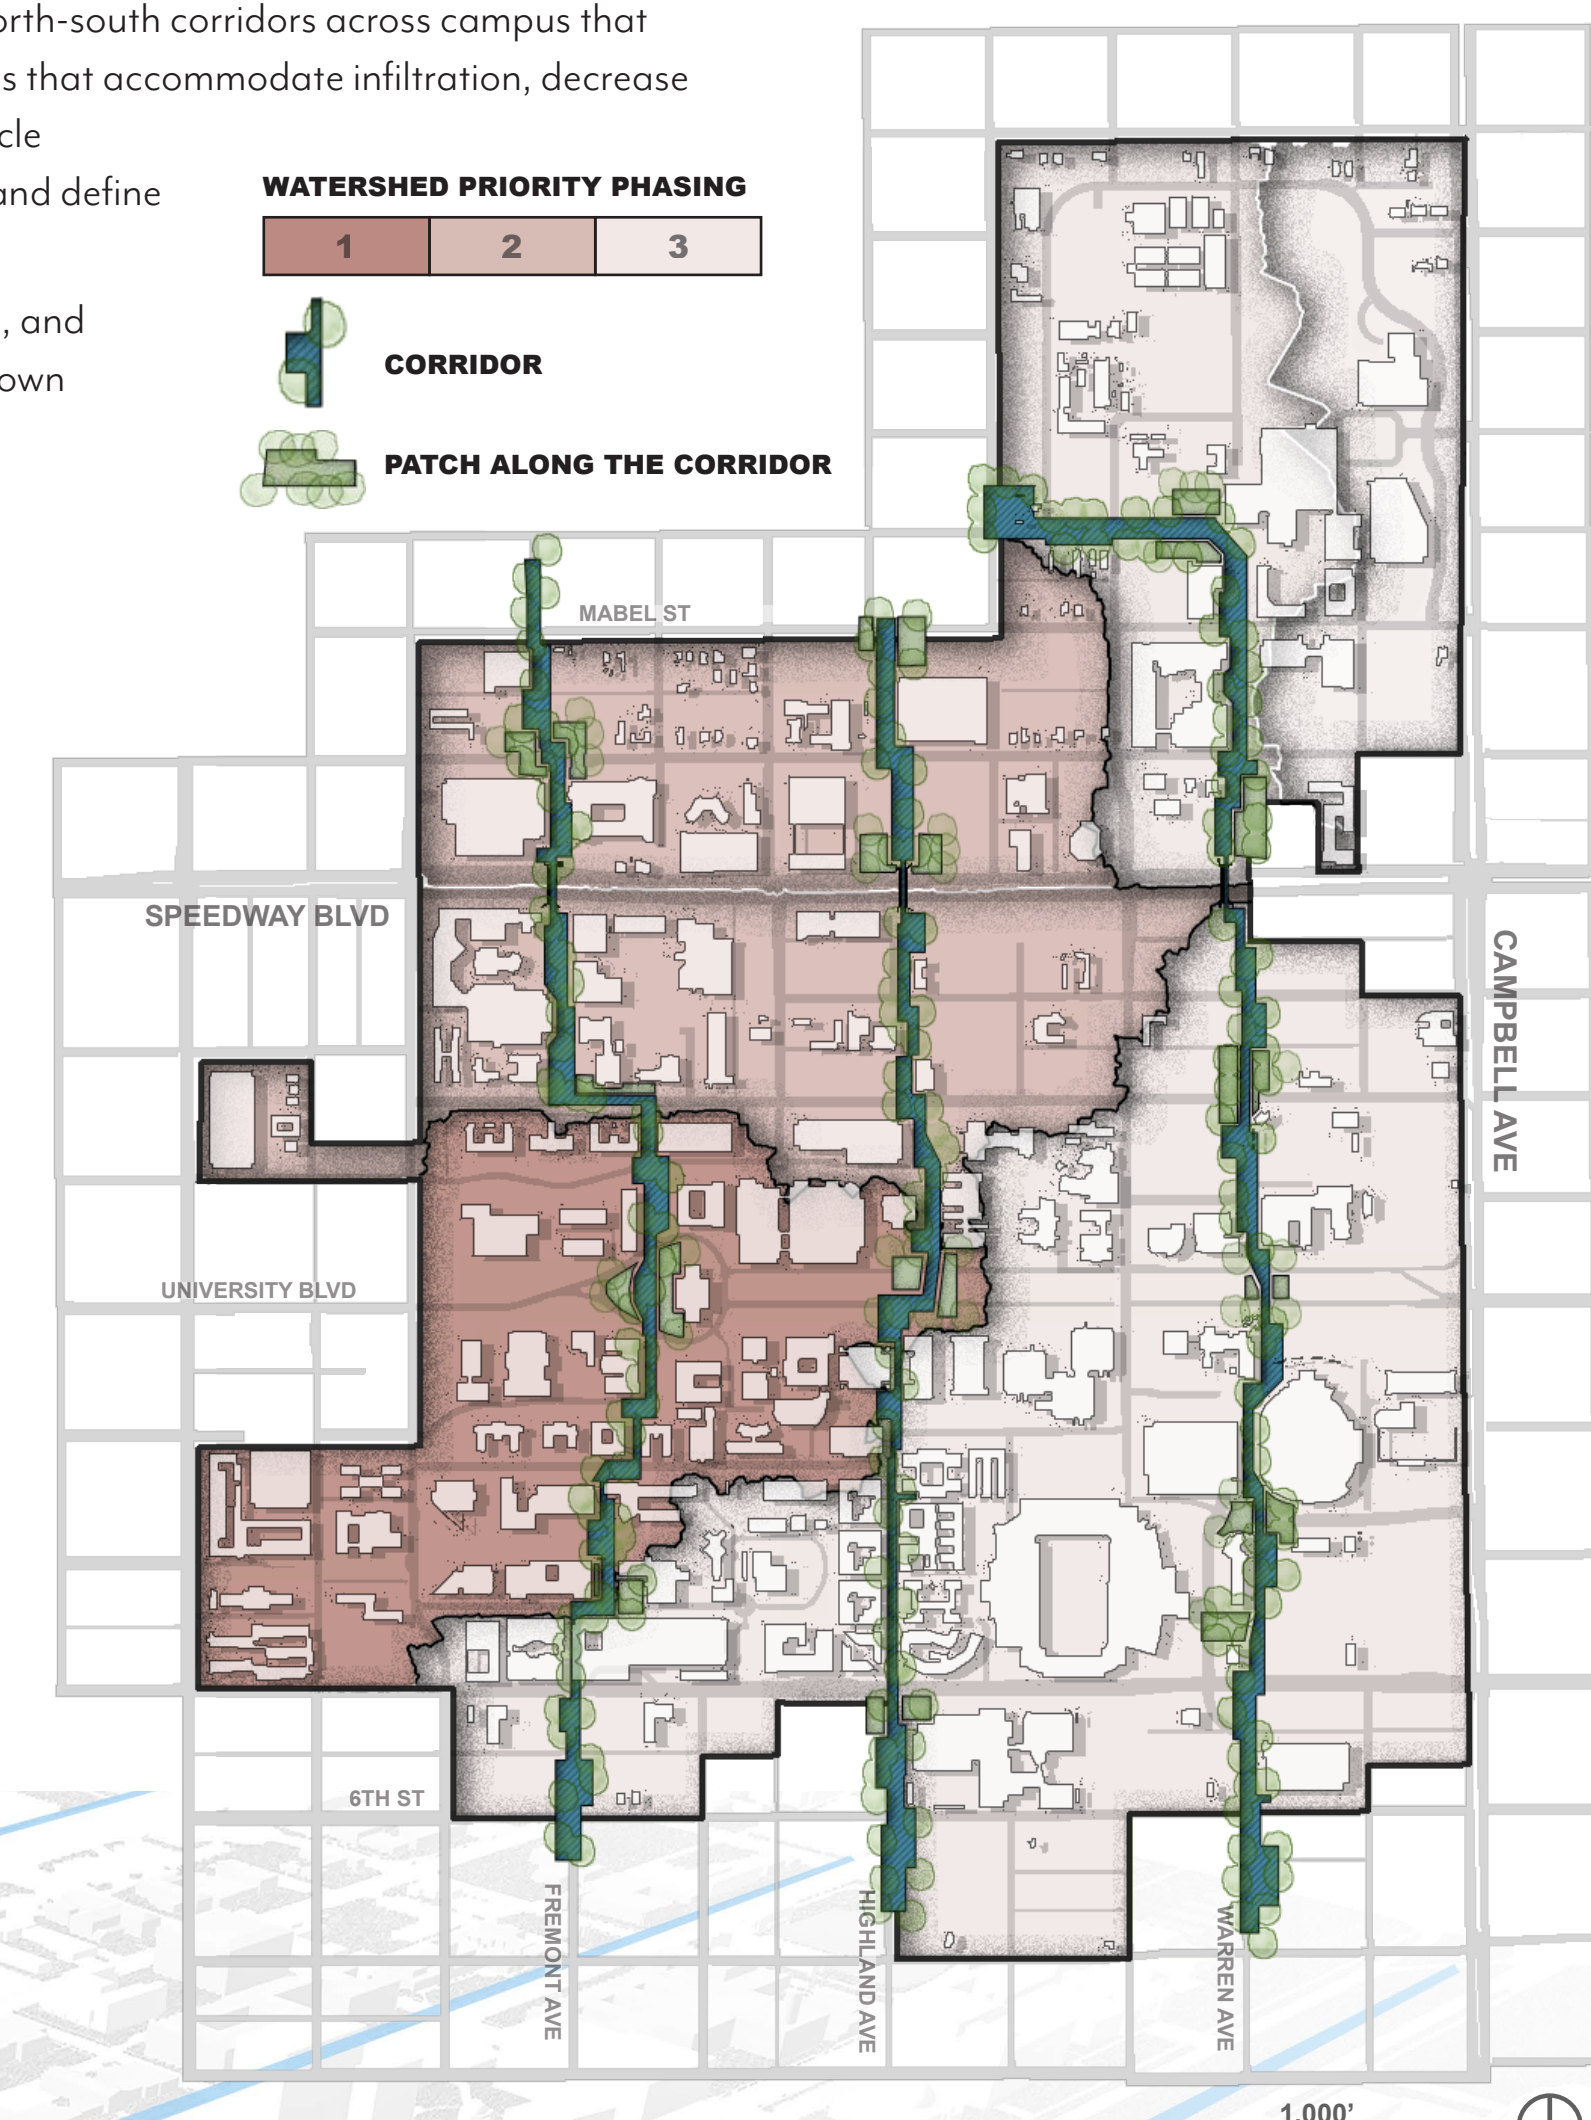 orth-south corridors across campus that
s that accommodate infiltration, decrease
cle
and define
, and
own
WATERSHED PRIORITY PHASING
1 2 3
CORRIDOR
PATCH ALONG THE CORRIDOR
MABEL ST
SPEEDWAY BLVD
CAMPBELL AVE
UNIVERSITY BLVD
6TH ST
FREMONT AVE
HIGHLAND AVE
WARREN AVE
1,000'